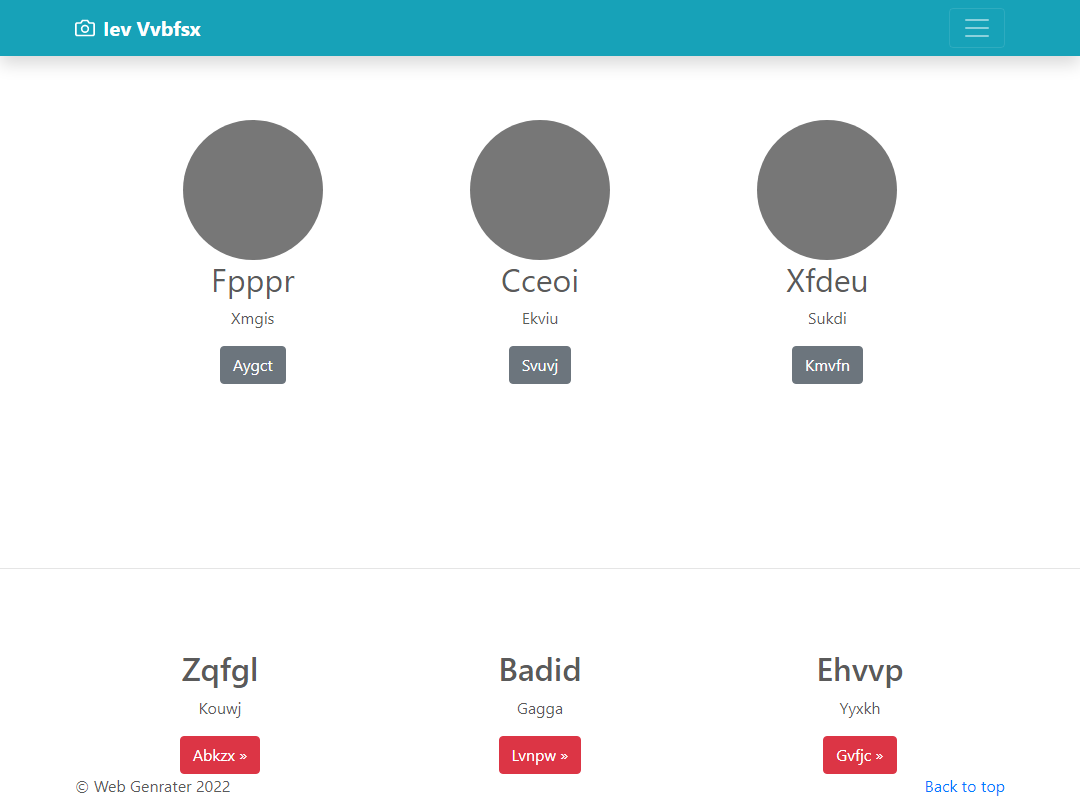 Iev Vvbfsx
Fpppr
Cceoi
Xfdeu
Xmgis
Ekviu
Sukdi
Aygct
Svuvj
Kmvfn
Zqfgl
Badid
Ehvvp
Kouwj
Gagga
Yyxkh
Abkzx »
Lvnpw »
Gvfjc »
© Web Genrater 2022
Back to top